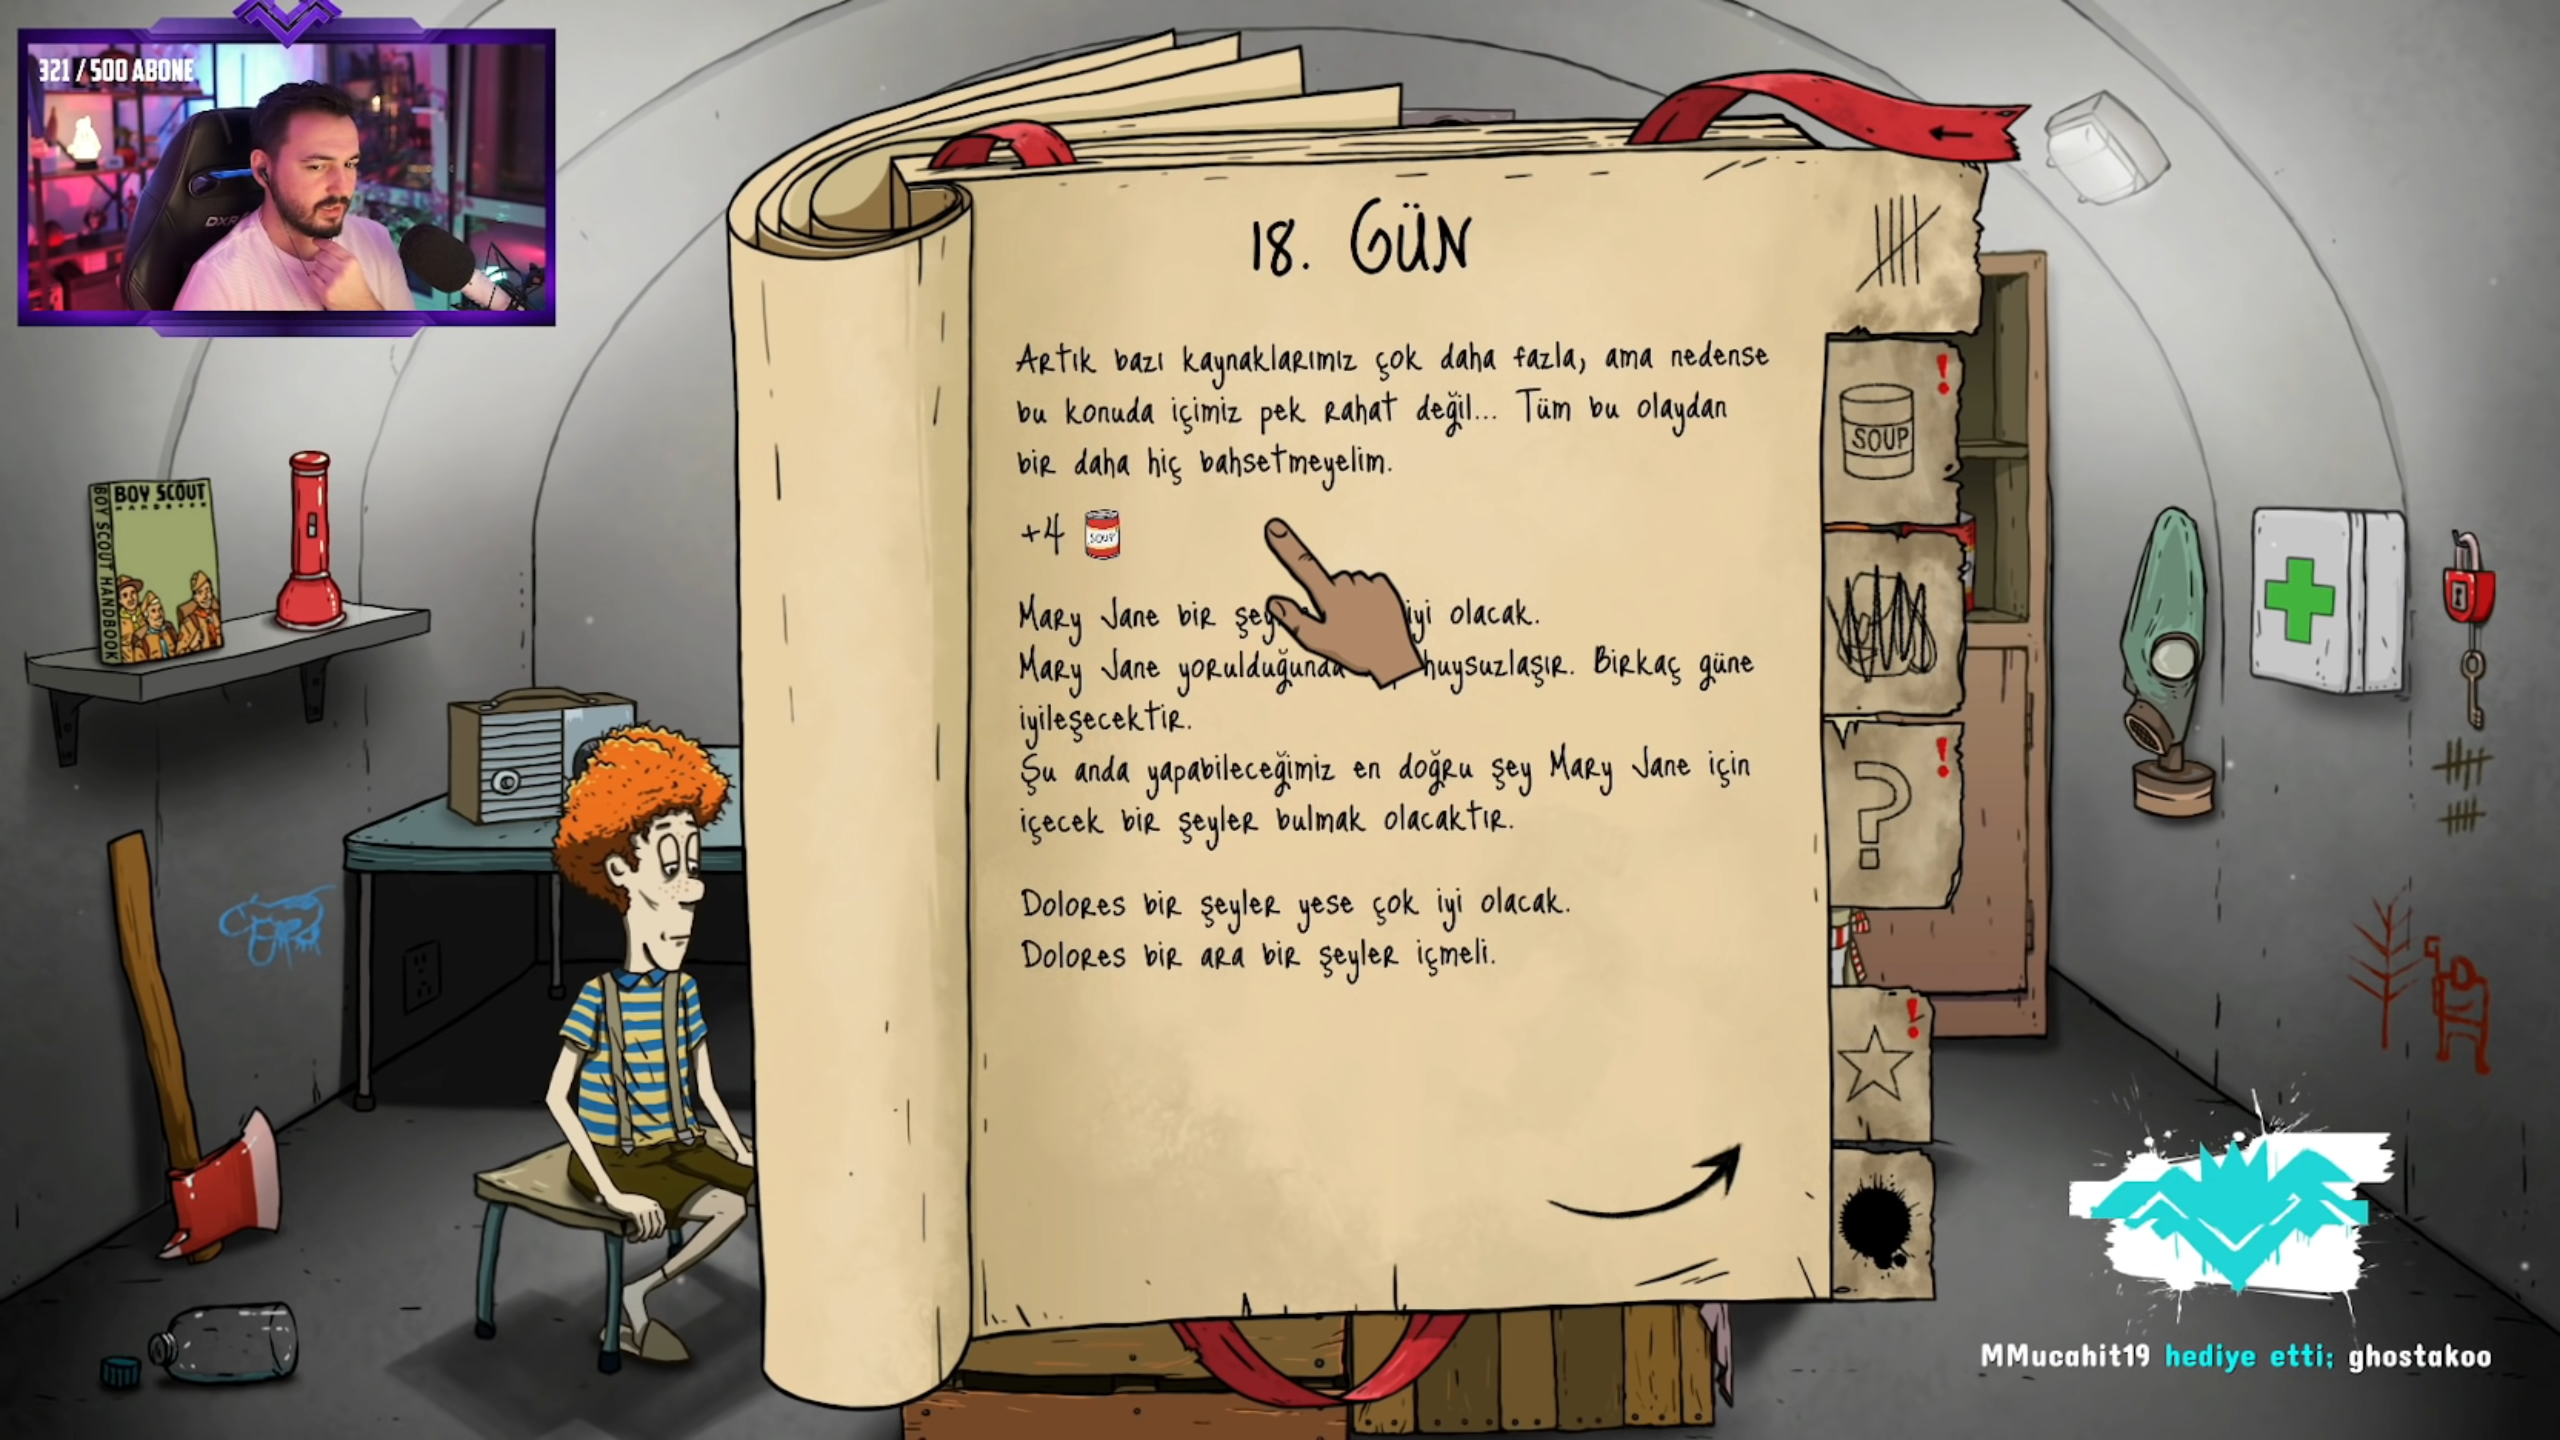 321 / 500 ABONE
DXR
BOY SCOUT
HANDBOOK
BOY SCOUT HANDBOOK
18. GÜN
Artık bazı kaynaklarımız çok daha fazla, ama nedense
bu konuda içimiz pek rahat değil... Tüm bu olaydan
bir daha hiç bahsetmeyelim.
+4 SOUP
Mary Jane bir iyi olacak.
Mary Jane yorulduğunda huysuzlaşır. Birkaç güne
iyileşecektir.
Şu anda yapabileceğimiz en doğru şey Mary Jane için
içecek bir şeyler bulmak olacaktır.
Dolores bir şeyler yese çok iyi olacak.
Dolores bir ara bir şeyler içmeli.
SOUP
!
!
?
!
MMucahit19 hediye etti; ghostakoo